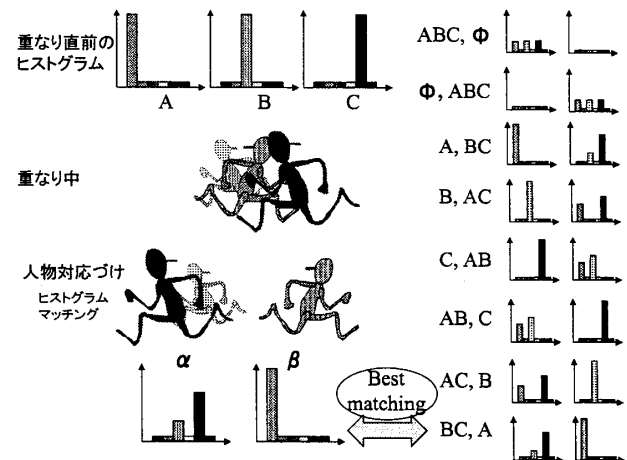 重なり直前の
ヒストグラム
A
B
C
重なり中
人物対応づけ
ヒストグラム
マッチング
α
β
Best
matching
ABC, Φ
Φ, ABC
A, BC
B, AC
C, AB
AB, C
AC, B
BC, A